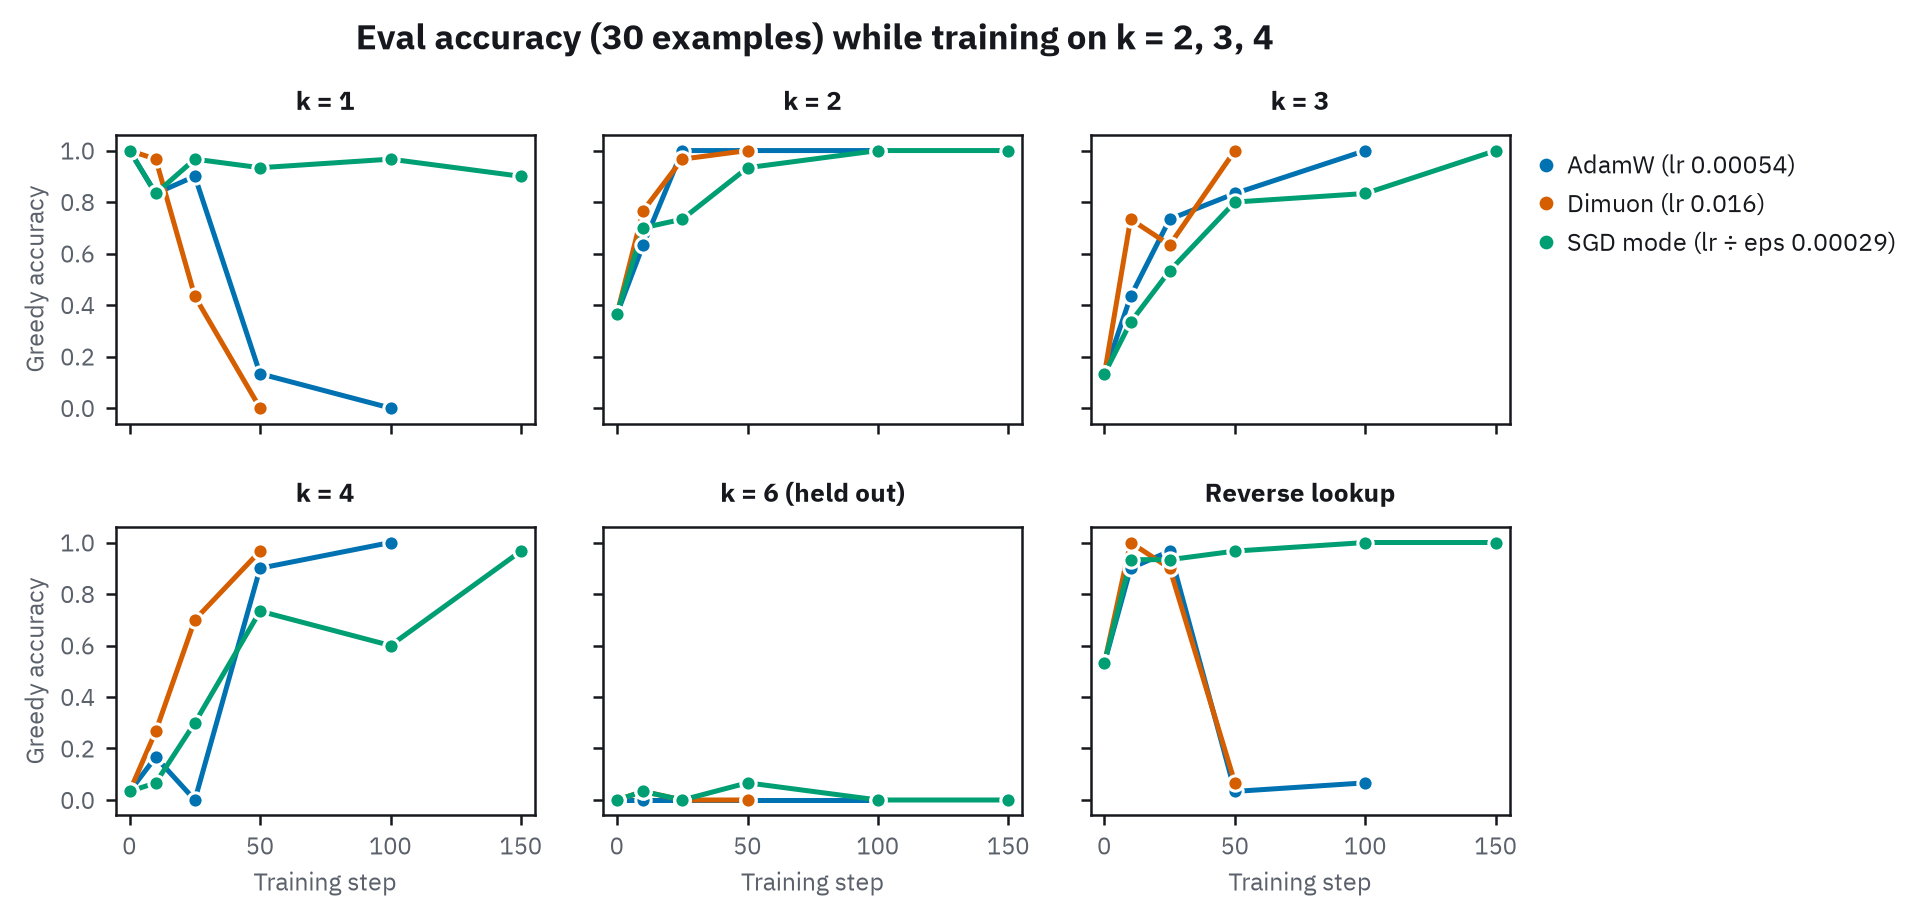 Eval accuracy (30 examples) while training on k = 2, 3, 4
k = 1
k = 2
k = 3
Greedy accuracy
1.0
0.8
0.6
0.4
0.2
0.0
AdamW (lr 0.00054)
Dimuon (lr 0.016)
SGD mode (lr ÷ eps 0.00029)
k = 4
k = 6 (held out)
Reverse lookup
Greedy accuracy
1.0
0.8
0.6
0.4
0.2
0.0
0 50 100 150
0 50 100 150
0 50 100 150
Training step
Training step
Training step